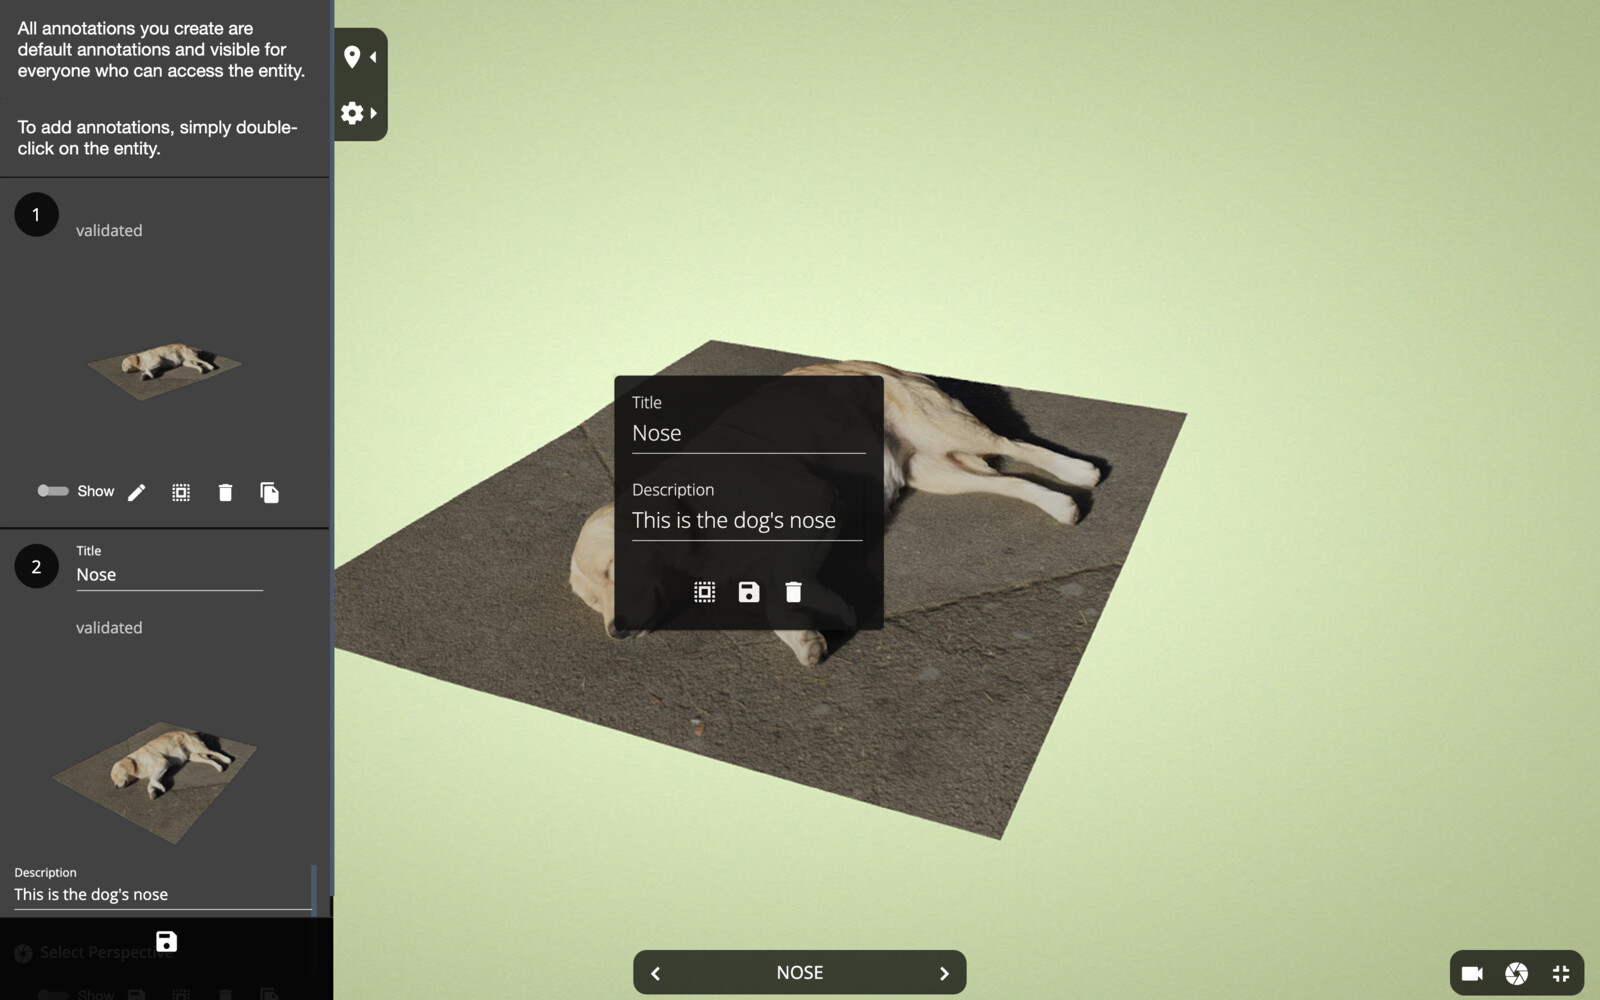 All annotations you create are
default annotations and visible for
everyone who can access the entity.
To add annotations, simply double-
click on the entity.
1
validated
Show
2
Title
Nose
validated
Description
This is the dog's nose
Select Perspective
Show
Title
Nose
Description
This is the dog's nose
NOSE